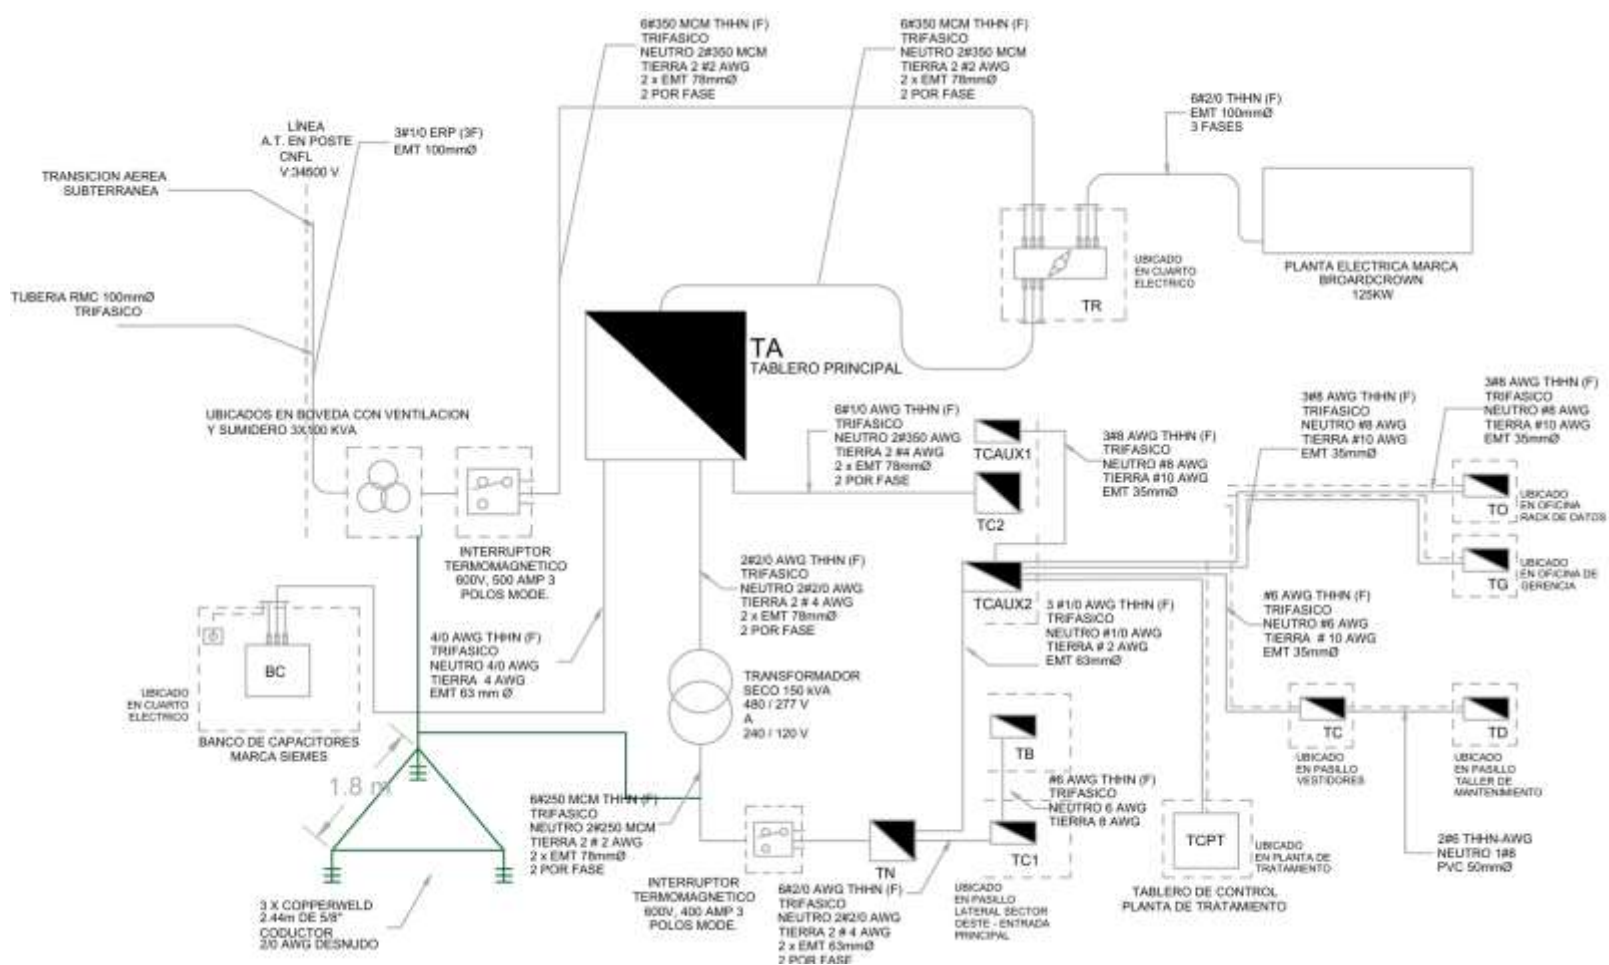 6#350 MCM THHN (F)
TRIFASICO
NEUTRO 2#350 MCM
TIERRA 2 #2 AWG
2 x EMT 78mmØ
2 POR FASE
6#350 MCM THHN (F)
TRIFASICO
NEUTRO 2#350 MCM
TIERRA 2 #2 AWG
2 x EMT 78mmØ
2 POR FASE
6#2/0 THHN (F)
EMT 100mmØ
3 FASES
LÍNEA
A.T. EN POSTE
CNFL
V:34500 V
3#1/0 ERP (3F)
EMT 100mmØ
TRANSICION AEREA
SUBTERRANEA
TUBERIA RMC 100mmØ
TRIFASICO
UBICADO
EN CUARTO
ELECTRICO
TR
PLANTA ELECTRICA MARCA
BROARDCROWN
125KW
TA
TABLERO PRINCIPAL
UBICADOS EN BOVEDA CON VENTILACION
Y SUMIDERO 3X100 KVA
INTERRUPTOR
TERMOMAGNETICO
600V, 500 AMP 3
POLOS MODE.
6#1/0 AWG THHN (F)
TRIFASICO
NEUTRO 2#350 AWG
TIERRA 2 #4 AWG
2 x EMT 78mmØ
2 POR FASE
TCAUX1
TC2
3#8 AWG THHN (F)
TRIFASICO
NEUTRO #8 AWG
TIERRA #10 AWG
EMT 35mmØ
3#8 AWG THHN (F)
TRIFASICO
NEUTRO #8 AWG
TIERRA #10 AWG
EMT 35mmØ
3#8 AWG THHN (F)
TRIFASICO
NEUTRO #8 AWG
TIERRA #10 AWG
EMT 35mmØ
TO
UBICADO
EN OFICINA
RACK DE DATOS
TG
UBICADO
EN OFICINA DE
GERENCIA
2#2/0 AWG THHN (F)
TRIFASICO
NEUTRO 2#2/0 AWG
TIERRA 2 # 4 AWG
2 x EMT 78mmØ
2 POR FASE
TCAUX2
3 #1/0 AWG THHN (F)
TRIFASICO
NEUTRO #1/0 AWG
TIERRA # 2 AWG
EMT 63mmØ
#6 AWG THHN (F)
TRIFASICO
NEUTRO #6 AWG
TIERRA # 10 AWG
EMT 35mmØ
4/0 AWG THHN (F)
TRIFASICO
NEUTRO 4/0 AWG
TIERRA 4 AWG
EMT 63 mm Ø
BC
UBICADO
EN CUARTO
ELECTRICO
BANCO DE CAPACITORES
MARCA SIEMES
TRANSFORMADOR
SECO 150 kVA
480 / 277 V
A
240 / 120 V
TB
TC
UBICADO
EN PASILLO
VESTIDORES
TD
UBICADO
EN PASILLO
TALLER DE
MANTENIMIENTO
1.8 m
6#250 MCM THHN (F)
TRIFASICO
NEUTRO 2#250 MCM
TIERRA 2 # 2 AWG
2 x EMT 78mmØ
2 POR FASE
#6 AWG THHN (F)
TRIFASICO
NEUTRO 6 AWG
TIERRA 8 AWG
TN
TC1
TCPT
UBICADO
EN PLANTA DE
TRATAMIENTO
TABLERO DE CONTROL
PLANTA DE TRATAMIENTO
2#6 THHN-AWG
NEUTRO 1#8
PVC 50mmØ
INTERRUPTOR
TERMOMAGNETICO
600V, 400 AMP 3
POLOS MODE.
6#2/0 AWG THHN (F)
TRIFASICO
NEUTRO 2#2/0 AWG
TIERRA 2 # 4 AWG
2 x EMT 63mmØ
2 POR FASE
UBICADO
EN PASILLO
LATERAL SECTOR
OESTE - ENTRADA
PRINCIPAL
3 X COPPERWELD
2.44m DE 5/8"
CODUCTOR
2/0 AWG DESNUDO